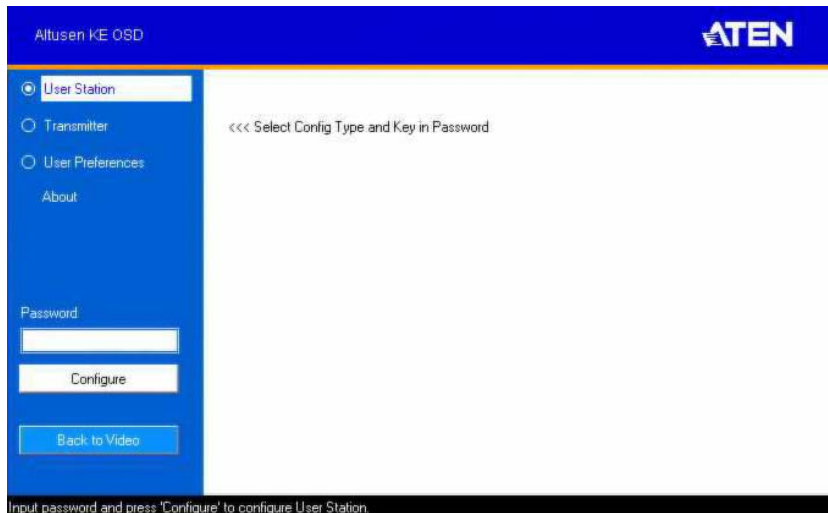 Altusen KE OSD
ATEN
User Station
Transmitter
<<< Select Config Type and Key in Password
User Preferences
About
Password
Configure
Back to Video
Input password and press 'Configure' to configure User Station.